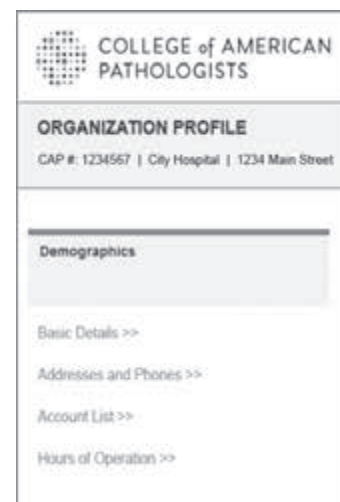 COLLEGE of AMERICAN
PATHOLOGISTS
ORGANIZATION PROFILE
CAP #: 1234567 | City Hospital | 1234 Main Street
Demographics
Basic Details >>
Addresses and Phones >>
Account List >>
Hours of Operation >>